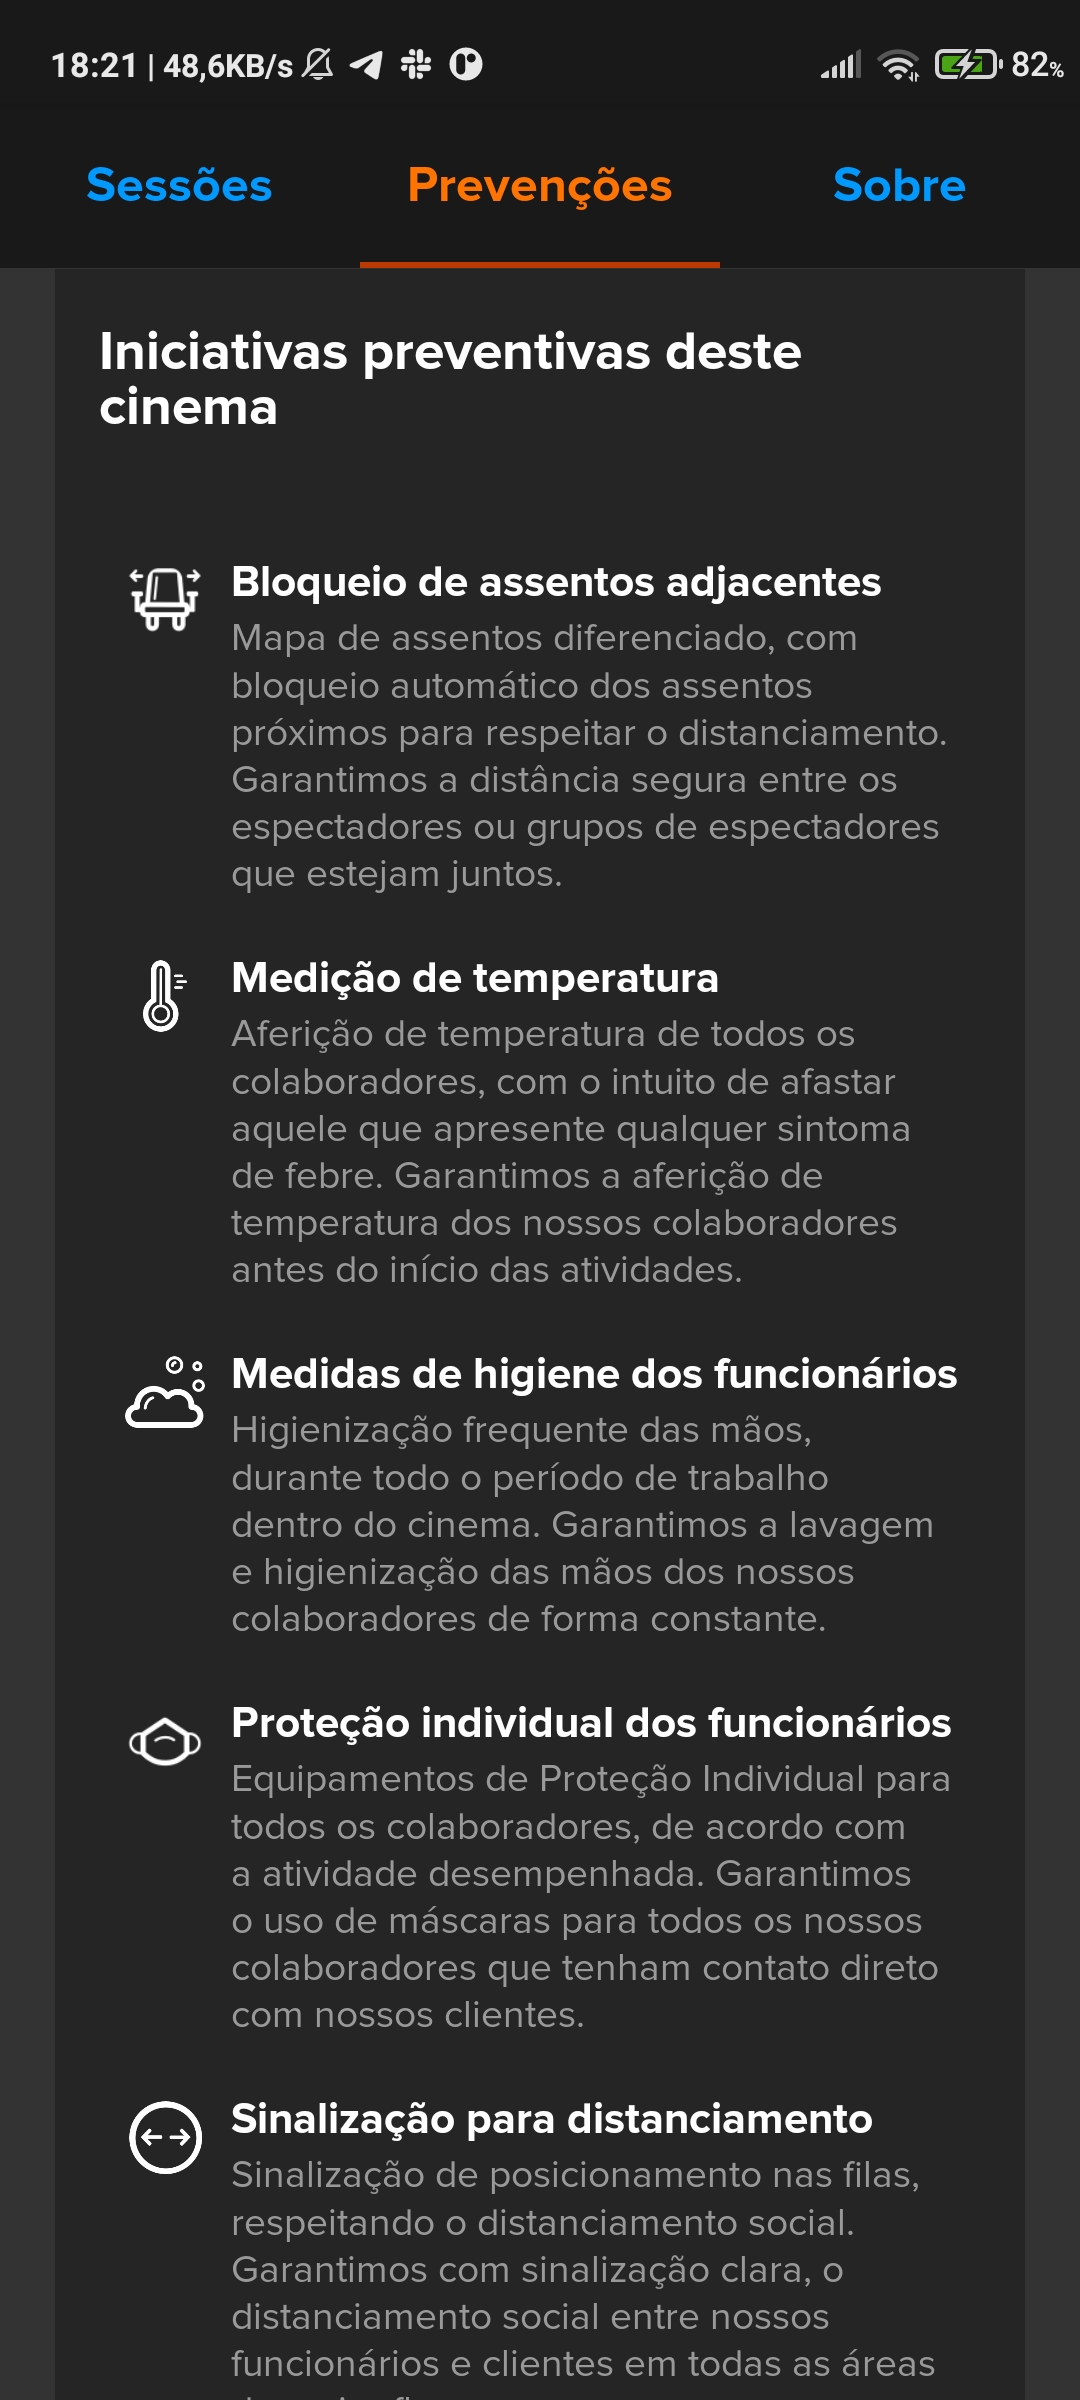 18:21 | 48,6KB/s 82%
Sessões Prevenções Sobre
Iniciativas preventivas deste
cinema
Bloqueio de assentos adjacentes
Mapa de assentos diferenciado, com
bloqueio automático dos assentos
próximos para respeitar o distanciamento.
Garantimos a distância segura entre os
espectadores ou grupos de espectadores
que estejam juntos.
Medição de temperatura
Aferição de temperatura de todos os
colaboradores, com o intuito de afastar
aquele que apresente qualquer sintoma
de febre. Garantimos a aferição de
temperatura dos nossos colaboradores
antes do início das atividades.
Medidas de higiene dos funcionários
Higienização frequente das mãos,
durante todo o período de trabalho
dentro do cinema. Garantimos a lavagem
e higienização das mãos dos nossos
colaboradores de forma constante.
Proteção individual dos funcionários
Equipamentos de Proteção Individual para
todos os colaboradores, de acordo com
a atividade desempenhada. Garantimos
o uso de máscaras para todos os nossos
colaboradores que tenham contato direto
com nossos clientes.
Sinalização para distanciamento
Sinalização de posicionamento nas filas,
respeitando o distanciamento social.
Garantimos com sinalização clara, o
distanciamento social entre nossos
funcionários e clientes em todas as áreas